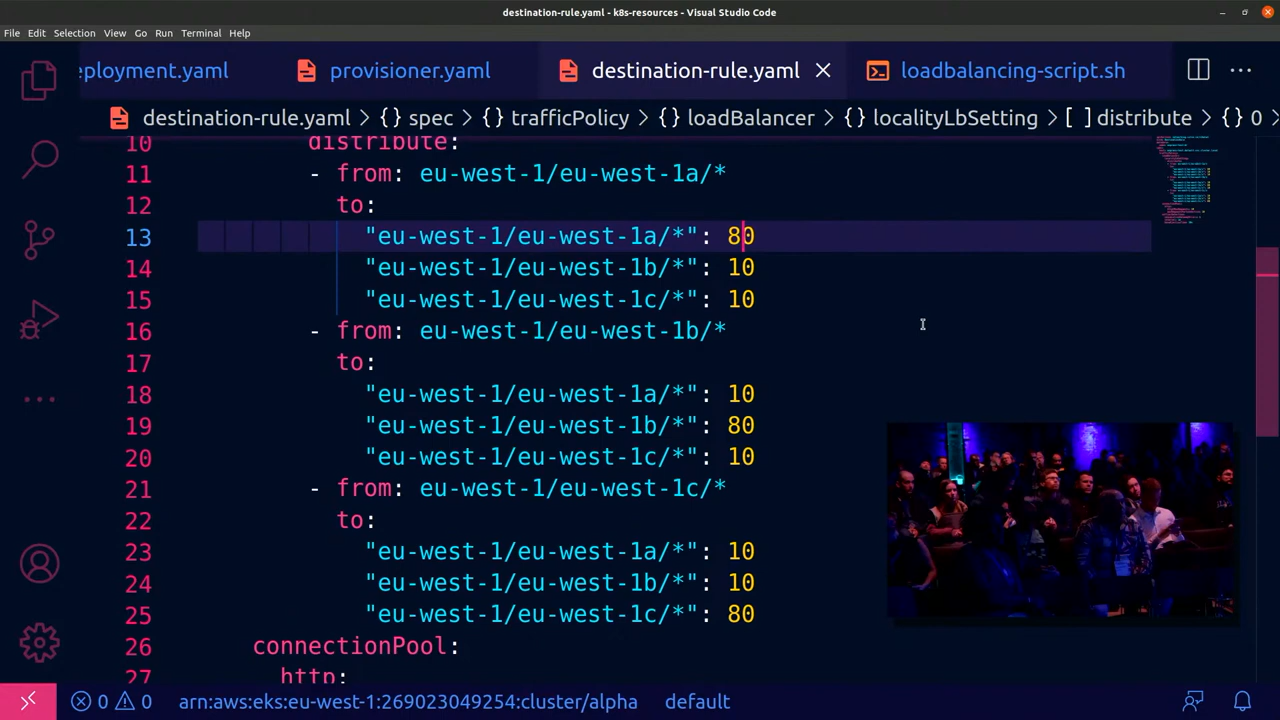 destination-rule.yaml - k8s-resources - Visual Studio Code
File Edit Selection View Go Run Terminal Help
eployment.yaml provisioner.yaml destination-rule.yaml loadbalancing-script.sh
destination-rule.yaml > {} spec > {} trafficPolicy > {} loadBalancer > {} localityLbSetting > [ ] distribute > {} 0 >
10 distribute:
11 - from: eu-west-1/eu-west-1a/*
12 to:
13 "eu-west-1/eu-west-1a/*": 80
14 "eu-west-1/eu-west-1b/*": 10
15 "eu-west-1/eu-west-1c/*": 10
16 - from: eu-west-1/eu-west-1b/*
17 to:
18 "eu-west-1/eu-west-1a/*": 10
19 "eu-west-1/eu-west-1b/*": 80
20 "eu-west-1/eu-west-1c/*": 10
21 - from: eu-west-1/eu-west-1c/*
22 to:
23 "eu-west-1/eu-west-1a/*": 10
24 "eu-west-1/eu-west-1b/*": 10
25 "eu-west-1/eu-west-1c/*": 80
26 connectionPool:
27 http:
0 0 arn:aws:eks:eu-west-1:269023049254:cluster/alpha default